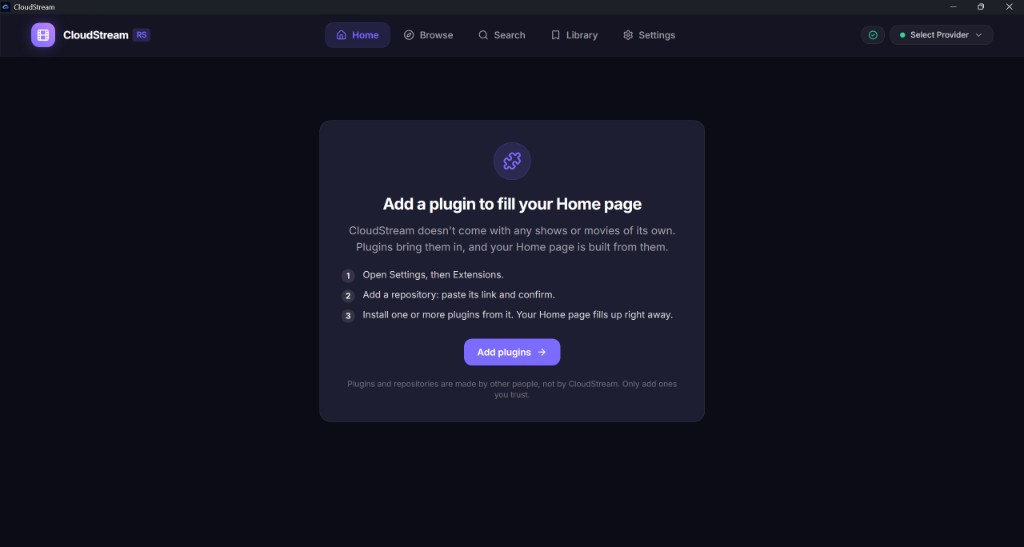 CloudStream
CloudStream RS
Home
Browse
Search
Library
Settings
Select Provider
Add a plugin to fill your Home page
CloudStream doesn't come with any shows or movies of its own.
Plugins bring them in, and your Home page is built from them.
1 Open Settings, then Extensions.
2 Add a repository: paste its link and confirm.
3 Install one or more plugins from it. Your Home page fills up right away.
Add plugins
Plugins and repositories are made by other people, not by CloudStream. Only add ones
you trust.